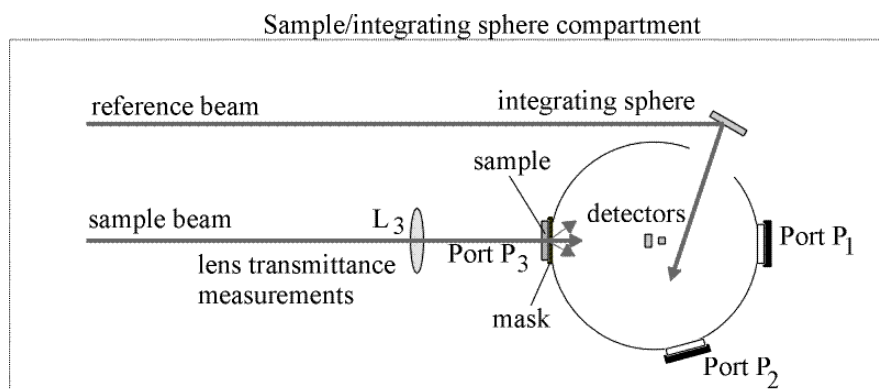 Sample/integrating sphere compartment
reference beam
integrating sphere
sample
sample beam
L3
detectors
Port P3
Port P1
lens transmittance
measurements
mask
Port P2